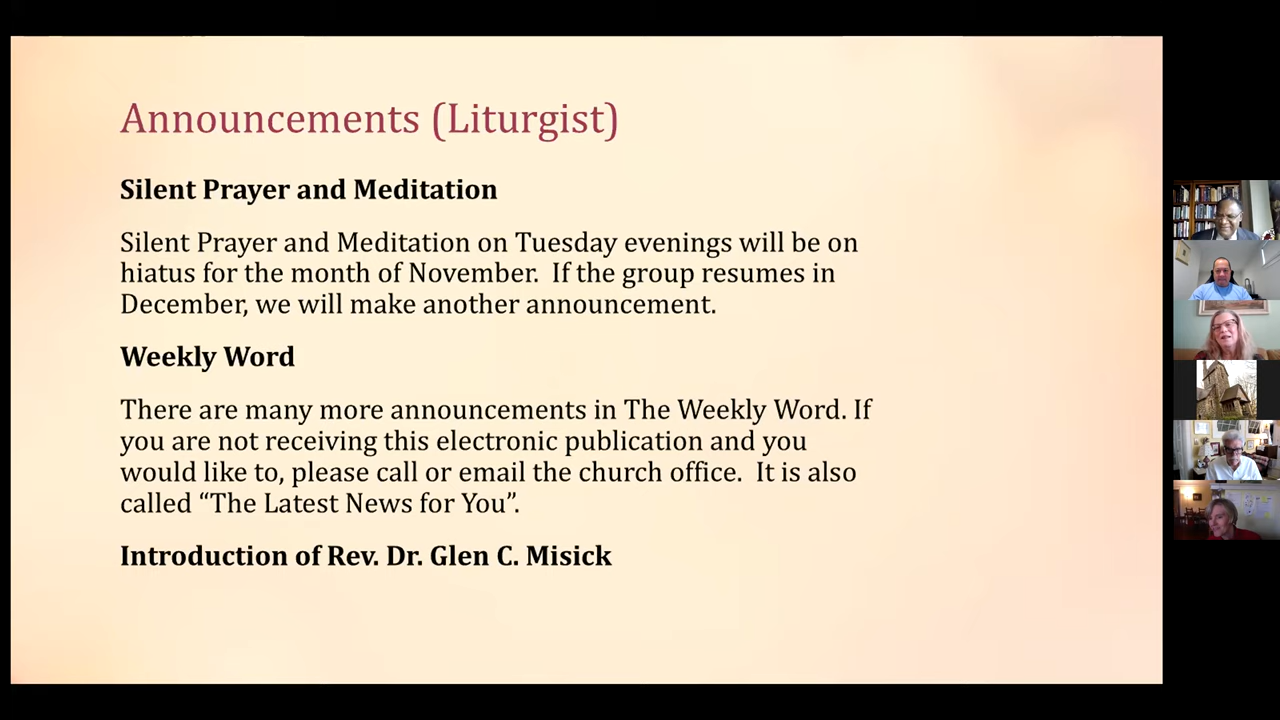 Announcements (Liturgist)
Silent Prayer and Meditation
Silent Prayer and Meditation on Tuesday evenings will be on
hiatus for the month of November.  If the group resumes in
December, we will make another announcement.
Weekly Word
There are many more announcements in The Weekly Word. If
you are not receiving this electronic publication and you
would like to, please call or email the church office.  It is also
called “The Latest News for You”.
Introduction of Rev. Dr. Glen C. Misick